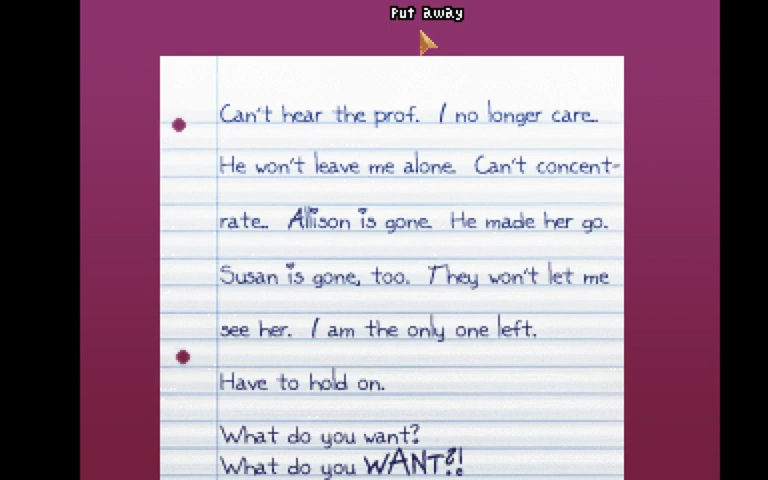 Put away
Can't hear the prof. I no longer care.
He won't leave me alone. Can't concent-
rate. Allison is gone. He made her go.
Susan is gone, too. They won't let me
see her. I am the only one left.
Have to hold on.
What do you want?
What do you WANT?!